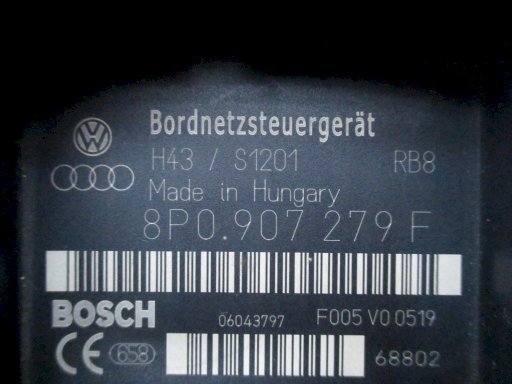 Bordnetzsteuergerät
H43 / S1201 RB8
Made in Hungary
8P0.907 279 F
BOSCH 06043797 F005 V0 0519
CE 658 68802